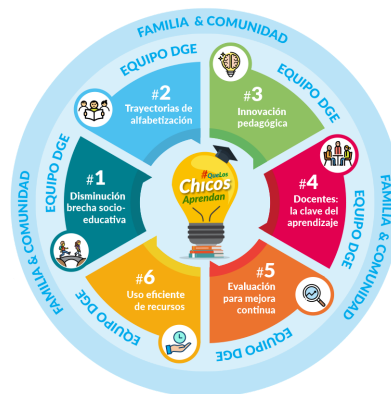 FAMILIA & COMUNIDAD
EQUIPO DGE
EQUIPO DGE
#2
Trayectorias de
alfabetización
#3
Innovación
pedagógica
EQUIPO DGE
#1
Disminución
brecha socio-
educativa
#QueLos
Chicos
Aprendan
#4
Docentes:
la clave del
aprendizaje
EQUIPO DGE
FAMILIA & COMUNIDAD
FAMILIA & COMUNIDAD
#6
Uso eficiente
de recursos
#5
Evaluación
para mejora
continua
EQUIPO DGE
EQUIPO DGE